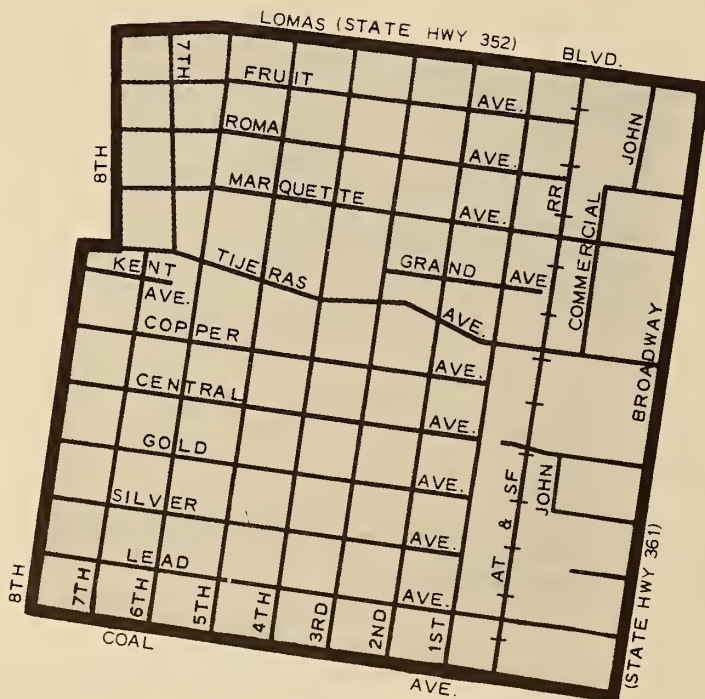 LOMAS (STATE HWY 352) BLVD.
7TH
FRUIT AVE.
JOHN
ROMA AVE.
8TH
RR
MARQUETTE AVE.
COMMERCIAL
TIJERAS AVE.
GRAND AVE
KENT AVE.
BROADWAY
COPPER AVE.
CENTRAL AVE.
GOLD AVE.
AT & SF
JOHN
SILVER AVE.
LEAD AVE.
(STATE HWY 361)
8TH
7TH
6TH
5TH
4TH
3RD
2ND
1ST
COAL AVE.